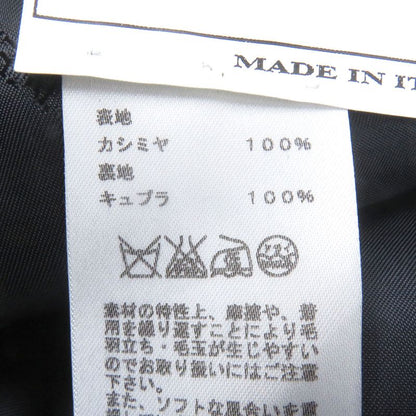 MADE IN IT
表地
カシミヤ 100%
裏地
キュプラ 100%
素材の特性上、摩擦や、着
用を繰り返すことにより毛
羽立ち・毛玉が生じやすい
のでお取り扱いにはご注意
下さい。
また、ソフトな風合いを重